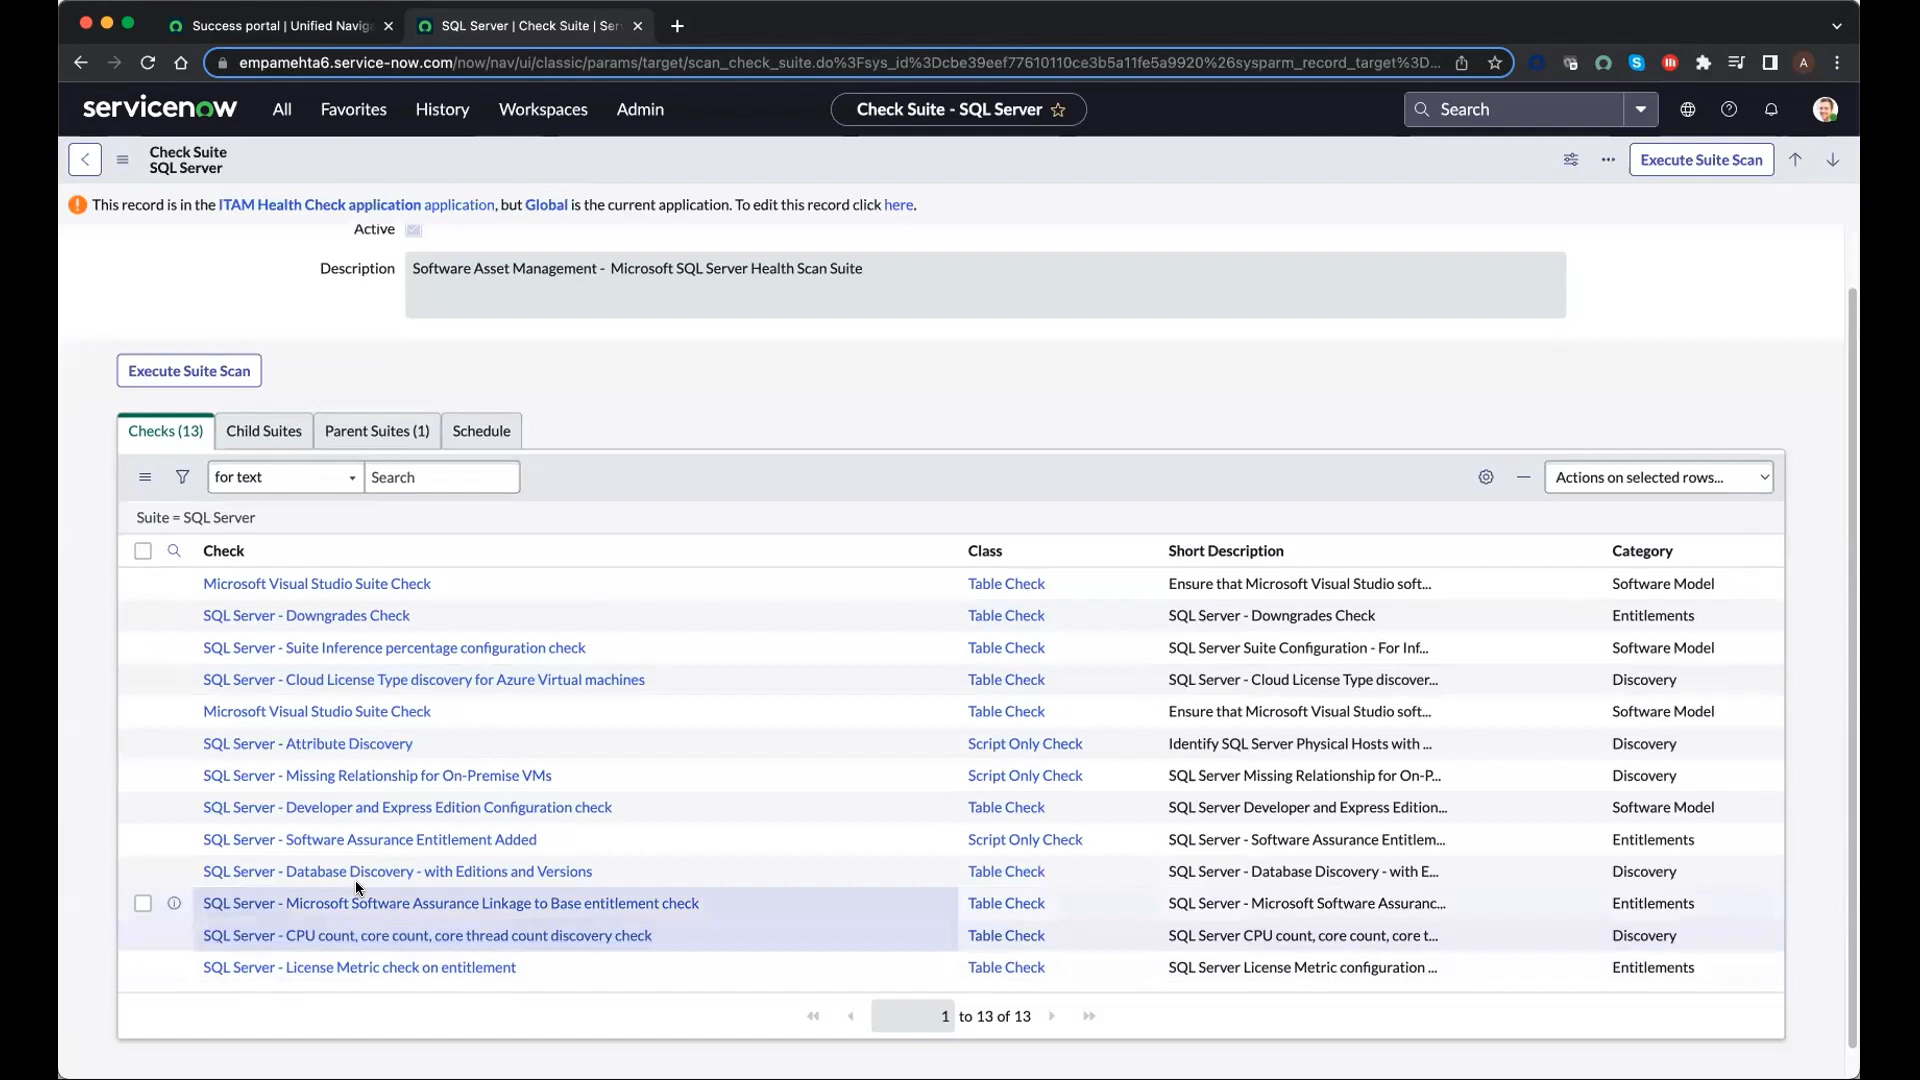 Success portal | Unified Naviga
SQL Server | Check Suite | Ser
empamehta6.service-now.com/now/nav/ui/classic/params/target/scan_check_suite.do%3Fsys_id%3Dcbe39eef77610110ce3b5a11fe5a9920%26sysparm_record_target%3D...
A
servicenow
All
Favorites
History
Workspaces
Admin
Check Suite - SQL Server
Search
Check Suite
SQL Server
Execute Suite Scan
This record is in the ITAM Health Check application application, but Global is the current application. To edit this record click here.
Active
Description
Software Asset Management - Microsoft SQL Server Health Scan Suite
Execute Suite Scan
Checks (13)
Child Suites
Parent Suites (1)
Schedule
for text
Search
Actions on selected rows...
Suite = SQL Server
Check Class Short Description Category
Microsoft Visual Studio Suite Check Table Check Ensure that Microsoft Visual Studio soft... Software Model
SQL Server - Downgrades Check Table Check SQL Server - Downgrades Check Entitlements
SQL Server - Suite Inference percentage configuration check Table Check SQL Server Suite Configuration - For Inf... Software Model
SQL Server - Cloud License Type discovery for Azure Virtual machines Table Check SQL Server - Cloud License Type discover... Discovery
Microsoft Visual Studio Suite Check Table Check Ensure that Microsoft Visual Studio soft... Software Model
SQL Server - Attribute Discovery Script Only Check Identify SQL Server Physical Hosts with ... Discovery
SQL Server - Missing Relationship for On-Premise VMs Script Only Check SQL Server Missing Relationship for On-P... Discovery
SQL Server - Developer and Express Edition Configuration check Table Check SQL Server Developer and Express Edition... Software Model
SQL Server - Software Assurance Entitlement Added Script Only Check SQL Server - Software Assurance Entitlem... Entitlements
SQL Server - Database Discovery - with Editions and Versions Table Check SQL Server - Database Discovery - with E... Discovery
SQL Server - Microsoft Software Assurance Linkage to Base entitlement check Table Check SQL Server - Microsoft Software Assuranc... Entitlements
SQL Server - CPU count, core count, core thread count discovery check Table Check SQL Server CPU count, core count, core t... Discovery
SQL Server - License Metric check on entitlement Table Check SQL Server License Metric configuration ... Entitlements
1 to 13 of 13